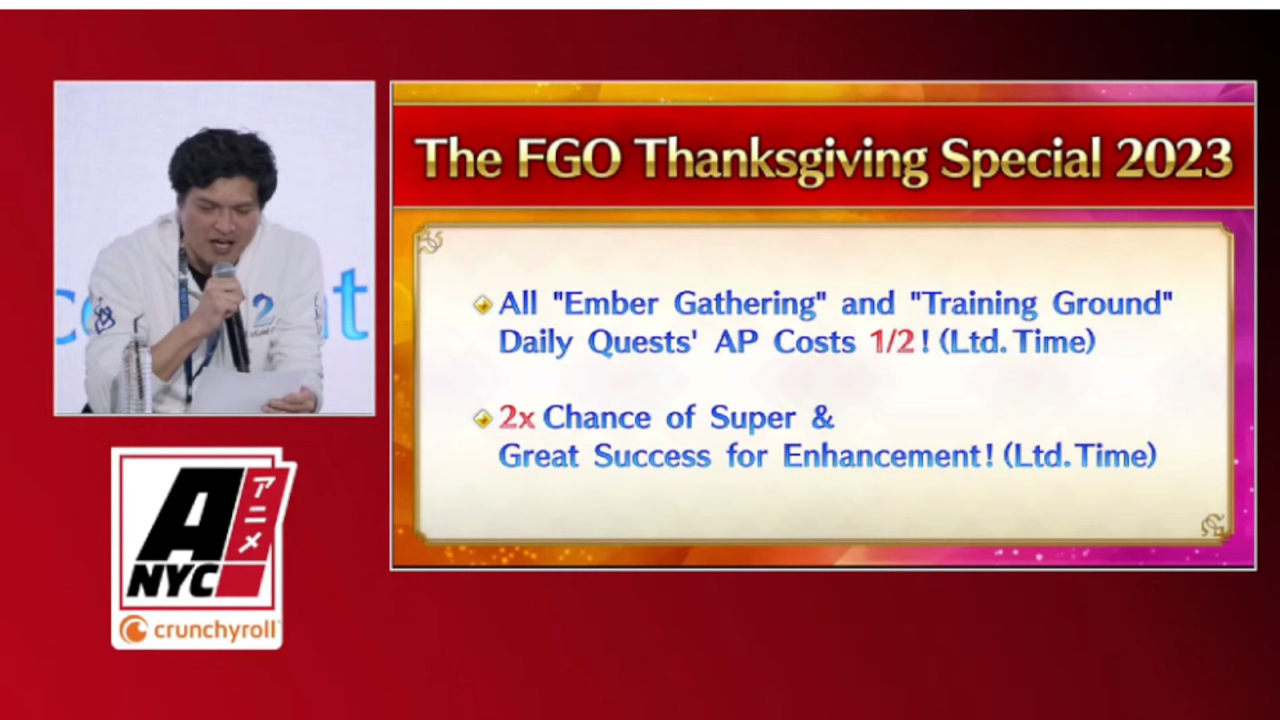 The FGO Thanksgiving Special 2023
All "Ember Gathering" and "Training Ground"
Daily Quests' AP Costs 1/2! (Ltd. Time)
2x Chance of Super &
Great Success for Enhancement! (Ltd. Time)
2
アニメ
A
NYC
crunchyroll